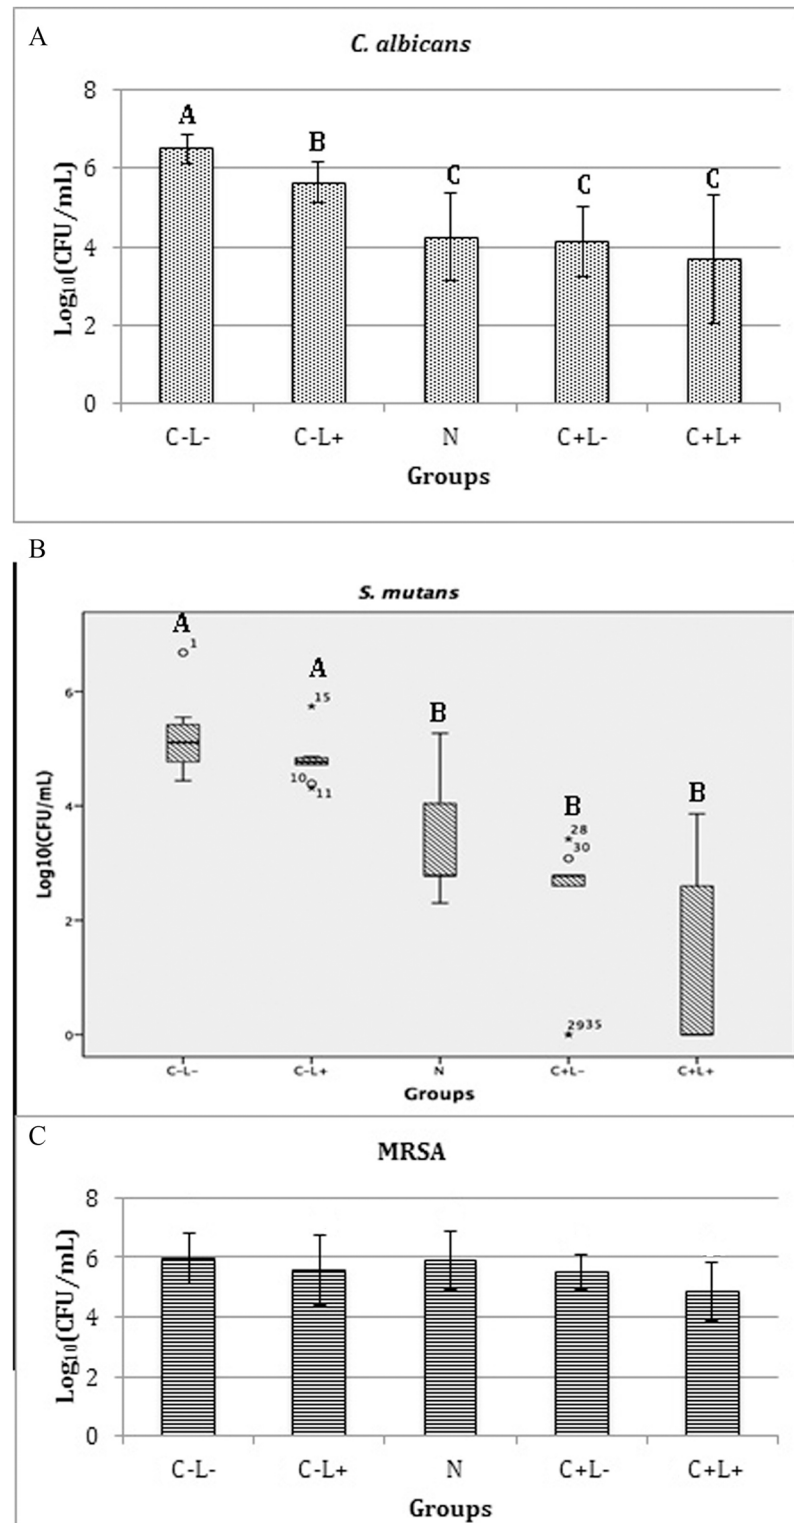 A
C. albicans
8
6
4
2
0
Log10(CFU/mL)
A
B
C
C
C
C-L-
C-L+
N
C+L-
C+L+
Groups
B
S. mutans
6
4
2
0
Log10(CFU/mL)
A
1
A
15
10
11
B
B
28
30
2935
B
C-L-
C-L+
N
C+L-
C+L+
Groups
C
MRSA
8
6
4
2
0
Log10(CFU/mL)
C-L-
C-L+
N
C+L-
C+L+
Groups